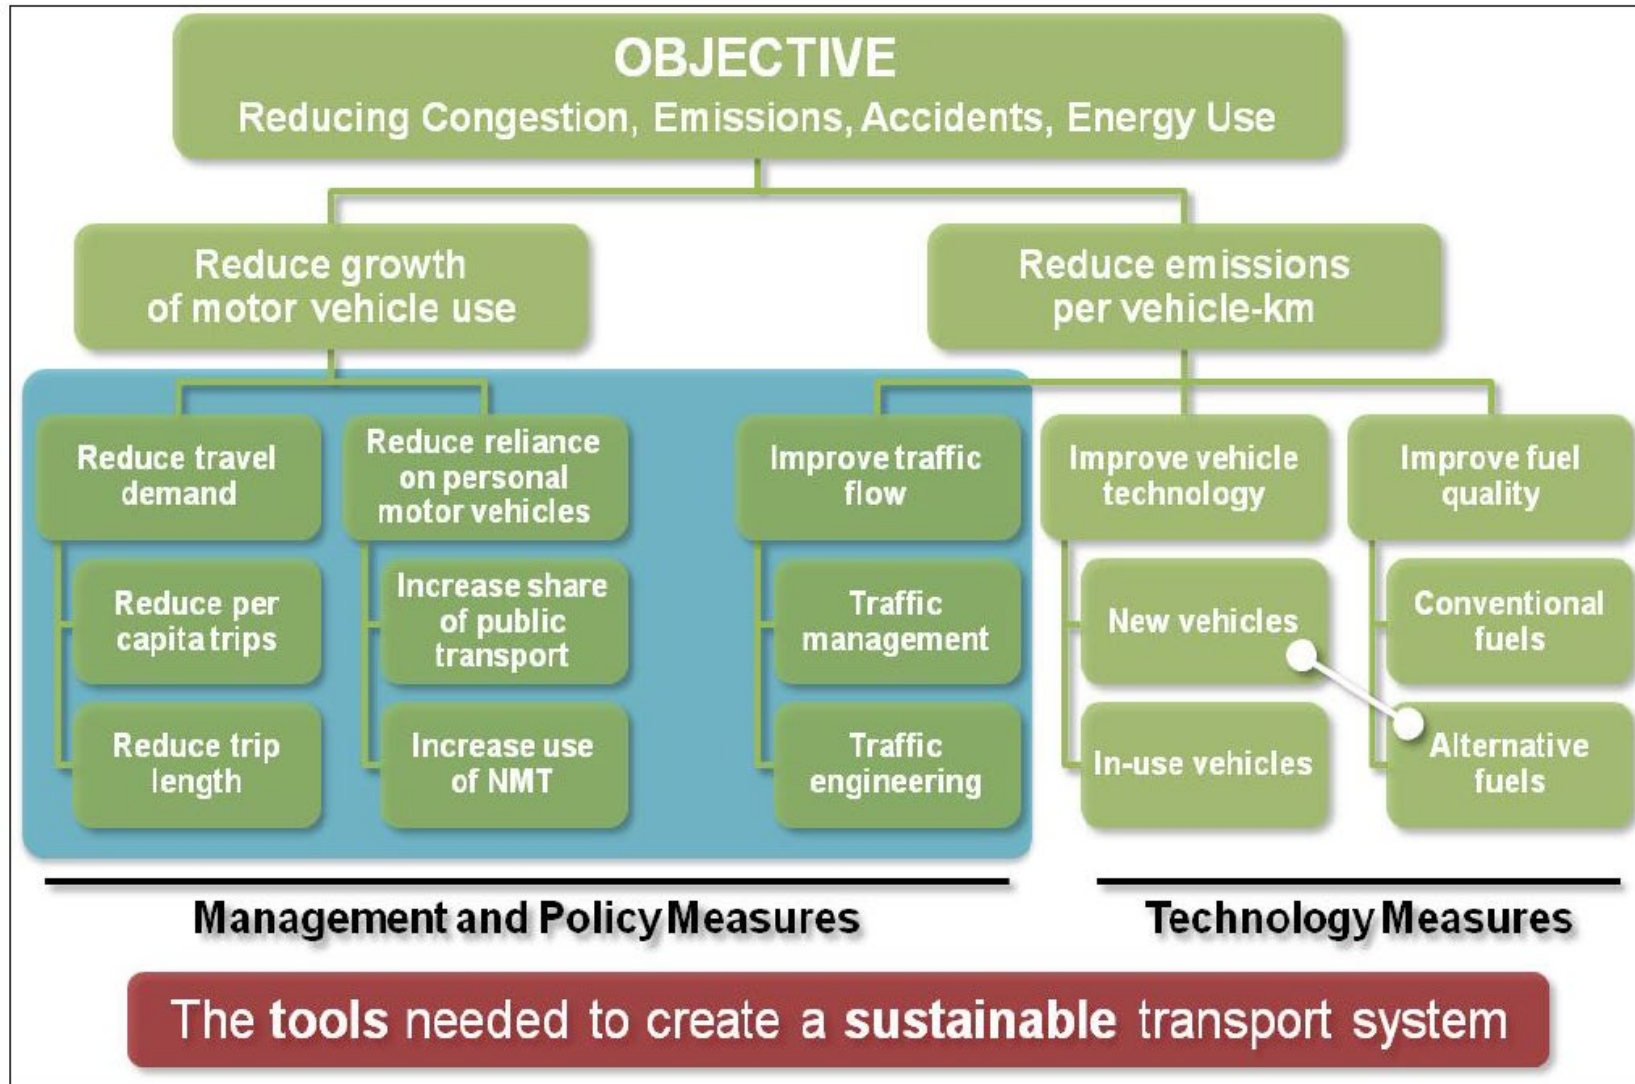 OBJECTIVE
Reducing Congestion, Emissions, Accidents, Energy Use
Reduce growth
of motor vehicle use
Reduce emissions
per vehicle-km
Reduce travel
demand
Reduce reliance
on personal
motor vehicles
Improve traffic
flow
Improve vehicle
technology
Improve fuel
quality
Reduce per
capita trips
Increase share
of public
transport
Traffic
management
New vehicles
Conventional
fuels
Reduce trip
length
Increase use
of NMT
Traffic
engineering
In-use vehicles
Alternative
fuels
Management and Policy Measures
Technology Measures
The tools needed to create a sustainable transport system